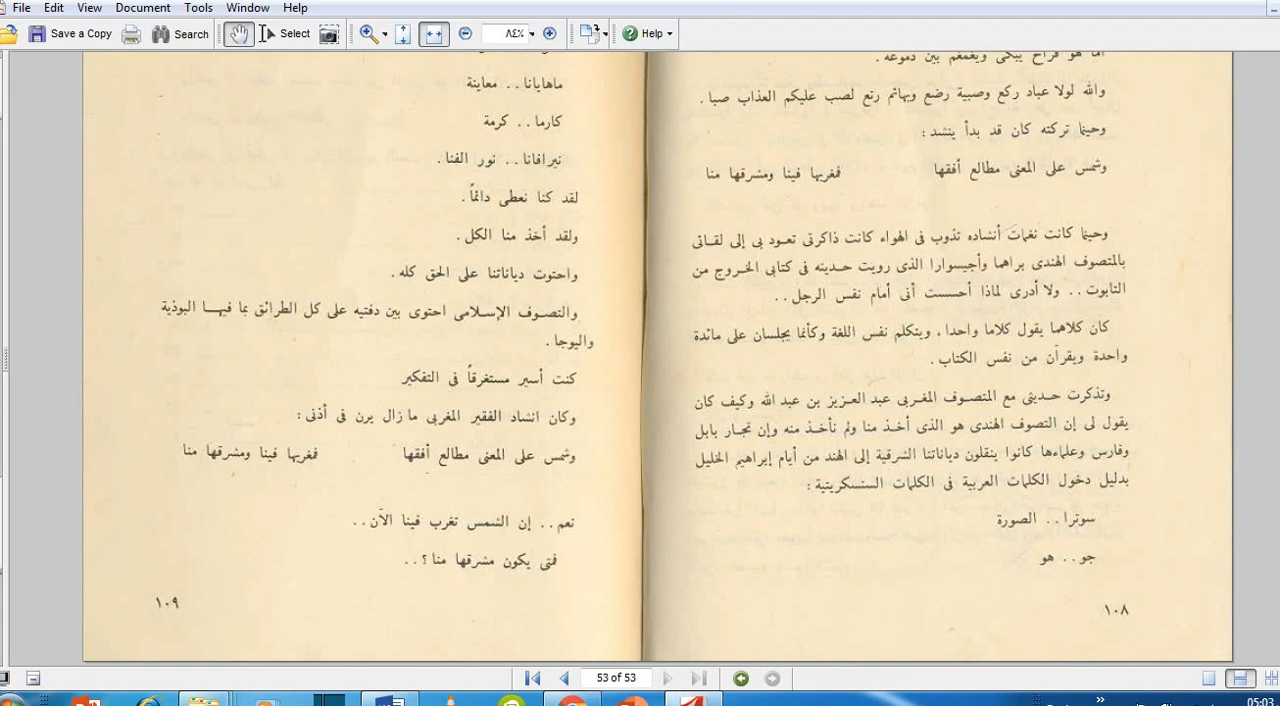 File Edit View Document Tools Window Help
Save a Copy Search Select ٨٤٪ Help
أما هو فراح يبكى ويغمغم بين دموعه .
والله لولا عباد ركع وصبية رضع وبهائم رتع لصب عليكم العذاب صبا .
وحينما تركته كان قد بدأ ينشد :
وشمس على المعنى مطالع أفقها فمغربها فينا ومشرقها منا
وحينما كانت نغمات أنشاده تذوب فى الهواء كانت ذاكرتى تعود بى إلى لقائى
بالمتصوف الهندى براهما وأجيسوارا الذى رويت حديثه فى كتابى الخروج من
التابوت . . ولا أدرى لماذا أحسست أنى أمام نفس الرجل . .
كان كلاهما يقول كلاما واحدا ، ويتكلم نفس اللغة وكأنما يجلسان على مائدة
واحدة ويقرآن من نفس الكتاب .
وتذكرت حديثى مع المتصوف المغربى عبد العزيز بن عبد الله وكيف كان
يقول لى إن التصوف الهندى هو الذى أخذ منا ولم نأخذ منه وإن تجار بابل
وفارس وعلماءها كانوا ينقلون دياناتنا الشرقية إلى الهند من أيام إبراهيم الخليل
بدليل دخول الكلمات العربية فى الكلمات السنسكريتية :
سوترا . . الصورة
جو . . هو
١٠٨
ماهايانا . . معاينة
كارما . . كرمة
نيرافانا . . نور الفنا .
لقد كنا نعطى دائماً .
ولقد أخذ منا الكل .
واحتوت دياناتنا على الحق كله .
والتصوف الإسلامى احتوى بين دفتيه على كل الطرائق بما فيها البوذية
واليوجا .
كنت أسير مستغرقاً فى التفكير
وكان انشاد الفقير المغربى مازال يرن فى أذنى :
وشمس على المعنى مطالع أفقها فمغربها فينا ومشرقها منا
نعم . . إن الشمس تغرب فينا الآن . .
فمتى يكون مشرقها منا ؟ . .
١٠٩
53 of 53
05:03